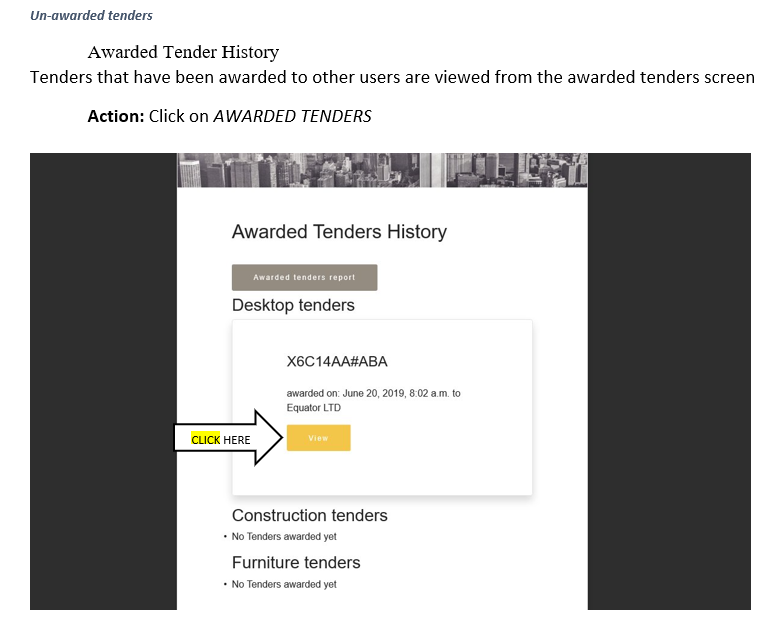 Un-awarded tenders
Awarded Tender History
Tenders that have been awarded to other users are viewed from the awarded tenders screen
Action: Click on AWARDED TENDERS
Awarded Tenders History
Awarded tenders report
Desktop tenders
X6C14AA#ABA
awarded on: June 20, 2019, 8:02 a.m. to
Equator LTD
CLICK HERE
View
Construction tenders
• No Tenders awarded yet
Furniture tenders
• No Tenders awarded yet